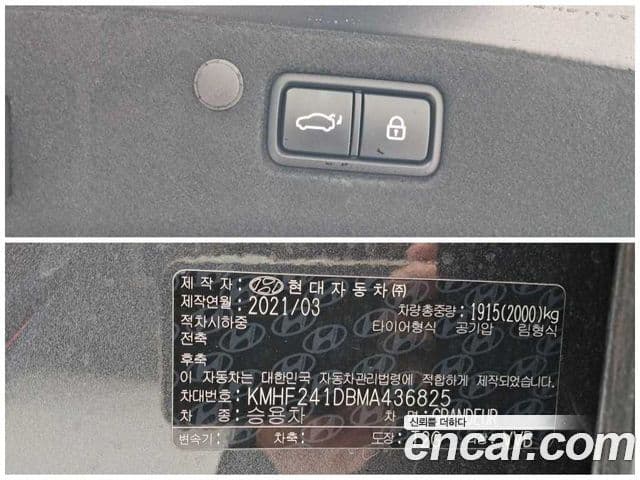 제 작 자 : 현대자동차㈜
제작연월: 2021/03 차량총중량: 1915(2000)kg
적차시하중 타이어형식 공기압 림형식
전축
후축
이 자동차는 대한민국 자동차관리법령에 적합하게 제작되었습니다.
차대번호: KMHF241DBMA436825
차 종: 승용차 차 명: GRANDEUR
변속기: 차축: 도장:
신뢰를 더하다
encar.com